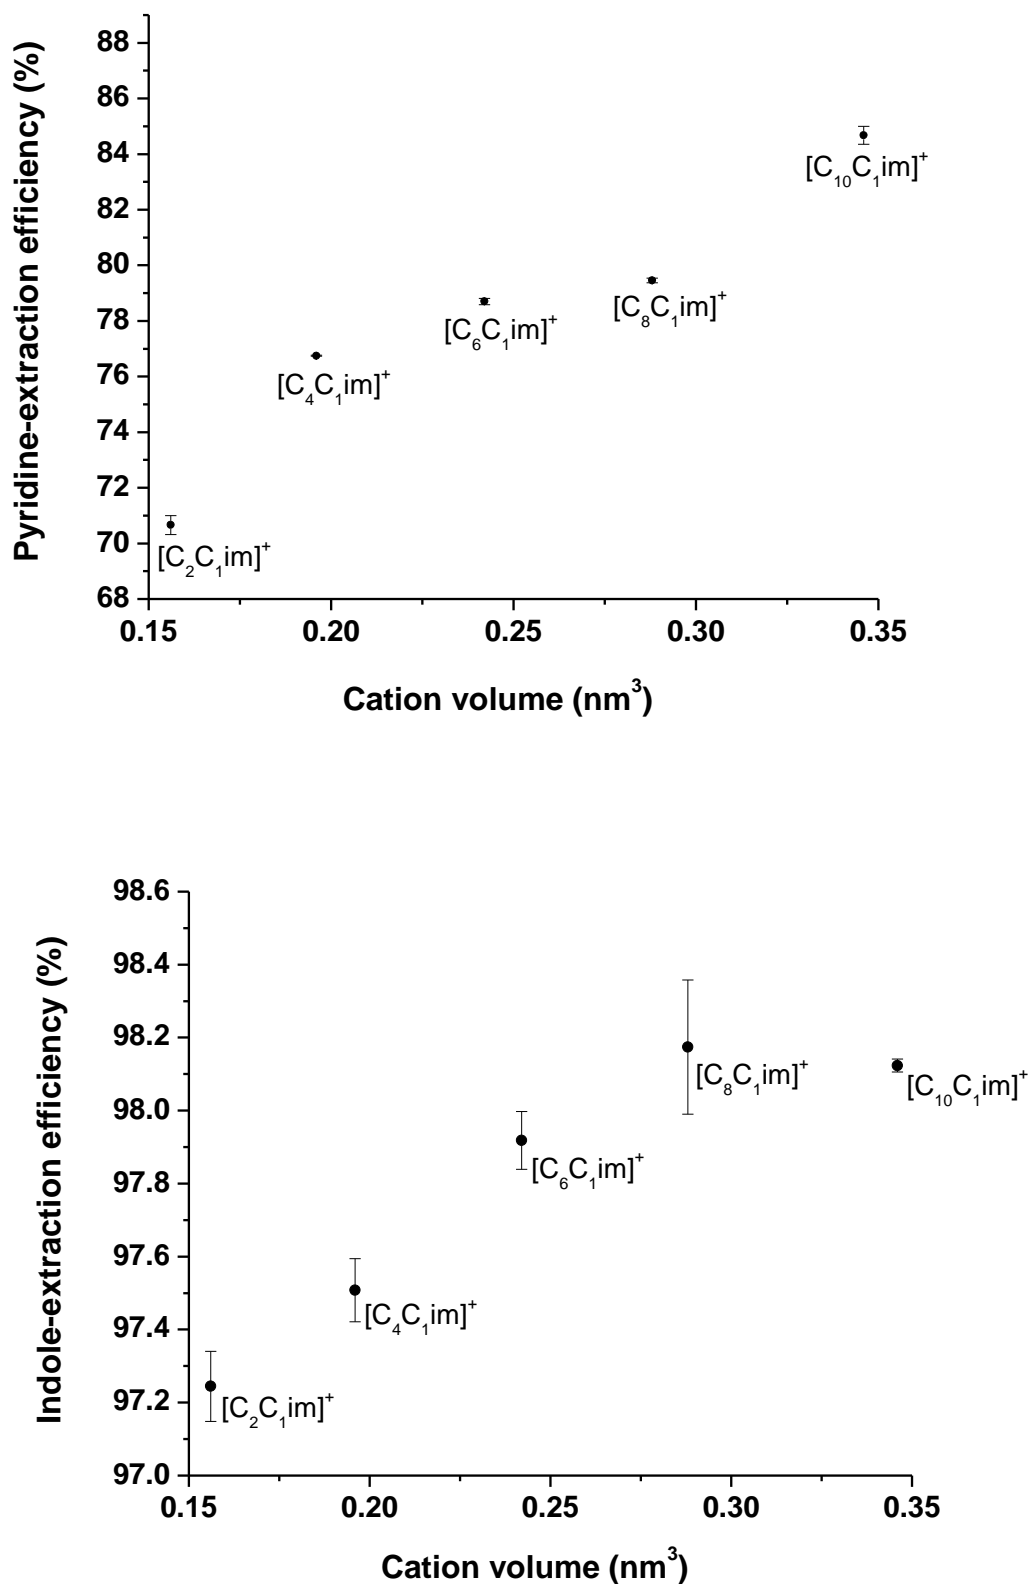 Pyridine-extraction efficiency (%)
88
86
84
82
80
78
76
74
72
70
68
[C₁₀C₁im]⁺
[C₈C₁im]⁺
[C₆C₁im]⁺
[C₄C₁im]⁺
[C₂C₁im]⁺
0.15 0.20 0.25 0.30 0.35
Cation volume (nm³)
Indole-extraction efficiency (%)
98.6
98.4
98.2
98.0
97.8
97.6
97.4
97.2
97.0
[C₈C₁im]⁺
[C₁₀C₁im]⁺
[C₆C₁im]⁺
[C₄C₁im]⁺
[C₂C₁im]⁺
0.15 0.20 0.25 0.30 0.35
Cation volume (nm³)